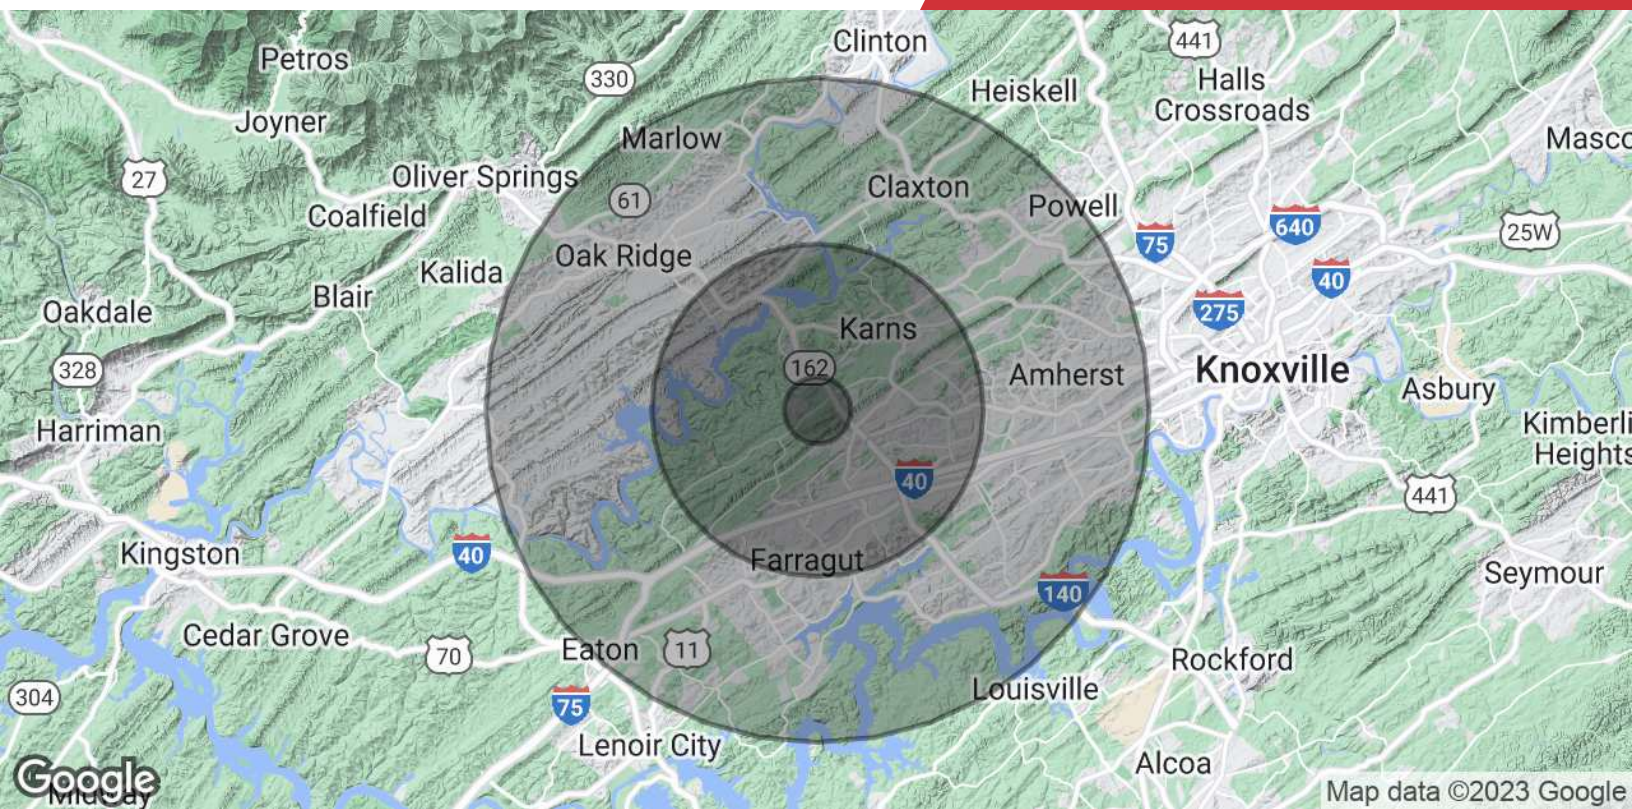 Clinton
441
Petros
330
Heiskell
Halls
Crossroads
Joyner
Marlow
Masco
27
Oliver Springs
61
Claxton
Coalfield
Powell
75
640
25W
Oak Ridge
Kalida
40
Blair
Oakdale
275
Karns
328
162
Amherst
Knoxville
Asbury
Harriman
Kimberli
Heights
40
441
Kingston
40
Farragut
Seymour
140
Cedar Grove
70
Eaton
11
Rockford
304
75
Louisville
Lenoir City
Alcoa
Google
Midway
Map data ©2023 Google